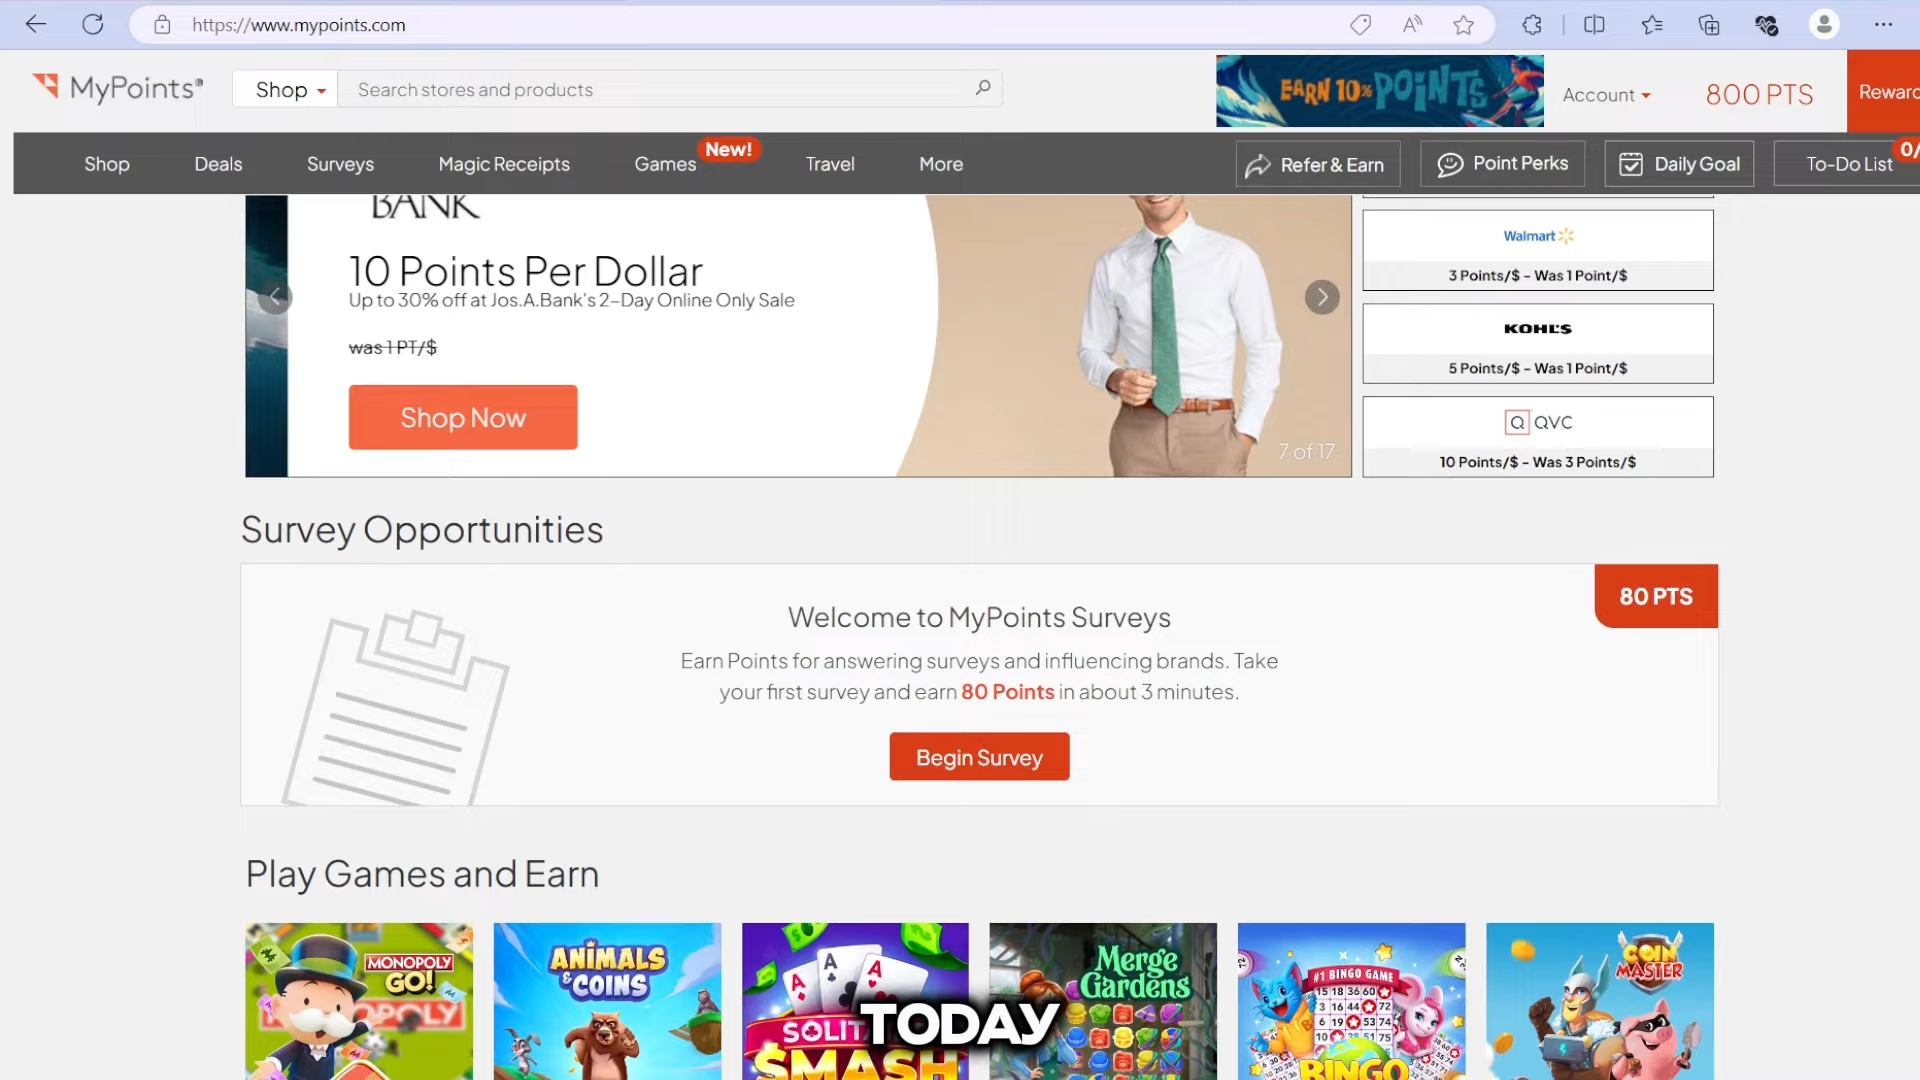 https://www.mypoints.com
MyPoints®
Shop
Search stores and products
EARN 10% POINTS
Account
800 PTS
Shop
Deals
Surveys
Magic Receipts
Games
New!
Travel
More
Refer & Earn
Point Perks
Daily Goal
To-Do List
BANK
10 Points Per Dollar
Up to 30% off at Jos.A.Bank's 2-Day Online Only Sale
was 1 PT/$
Shop Now
7 of 17
Walmart
3 Points/$ - Was 1 Point/$
KOHL'S
5 Points/$ - Was 1 Point/$
Q QVC
10 Points/$ - Was 3 Points/$
Survey Opportunities
80 PTS
Welcome to MyPoints Surveys
Earn Points for answering surveys and influencing brands. Take
your first survey and earn 80 Points in about 3 minutes.
Begin Survey
Play Games and Earn
MONOPOLY
GO!
ANIMALS
& COINS
SMASH
Merge
Gardens
#1 BINGO GAME
BINGO
COIN
MASTER
TODAY